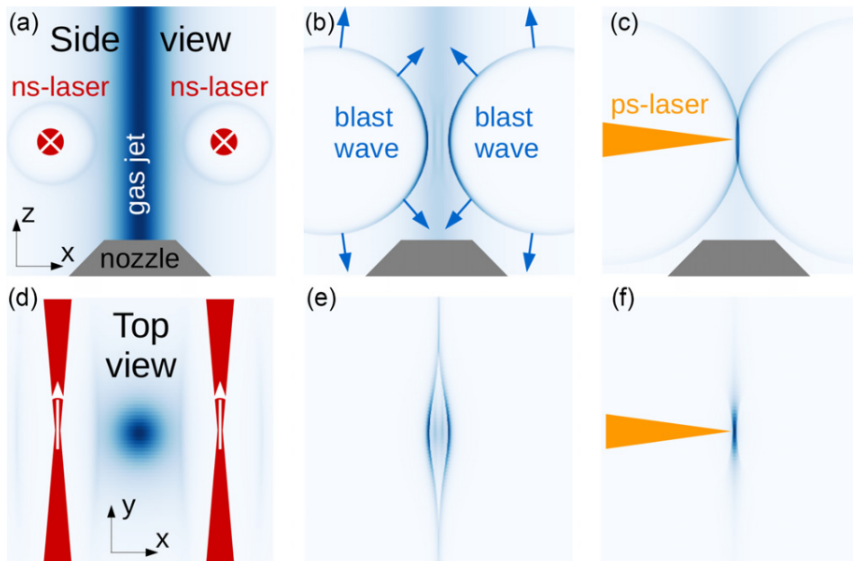 (a) Side view
ns-laser ns-laser
gas jet
z
x
nozzle
(b)
blast wave
blast wave
(c)
ps-laser
(d)
Top
view
y
x
(e)
(f)